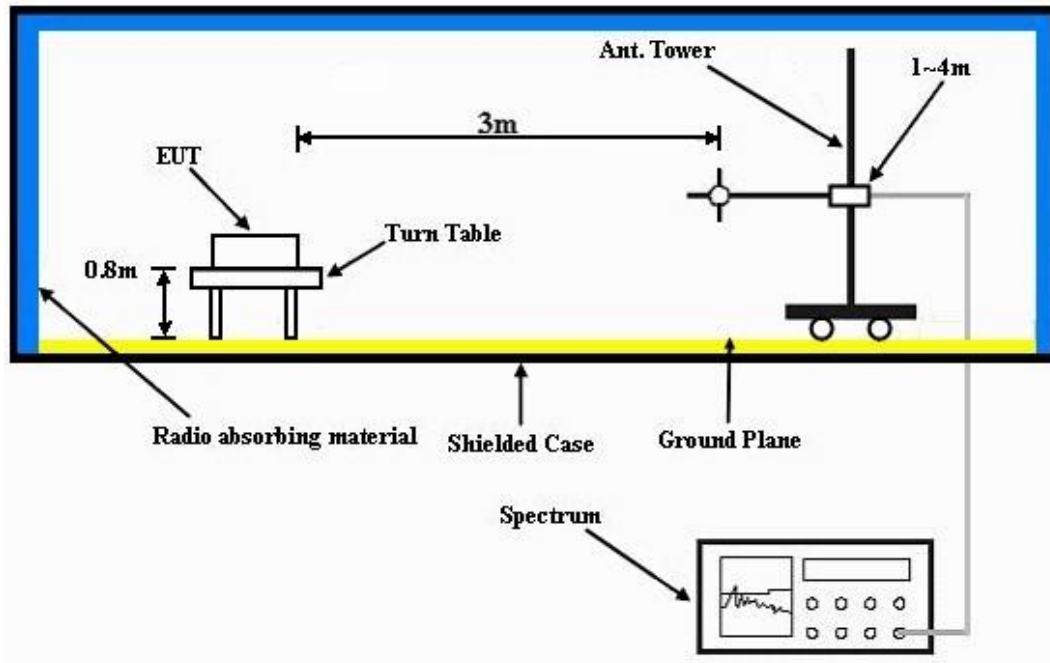 Ant. Tower
1~4m
3m
EUT
Turn Table
0.8m
Radio absorbing material
Shielded Case
Ground Plane
Spectrum